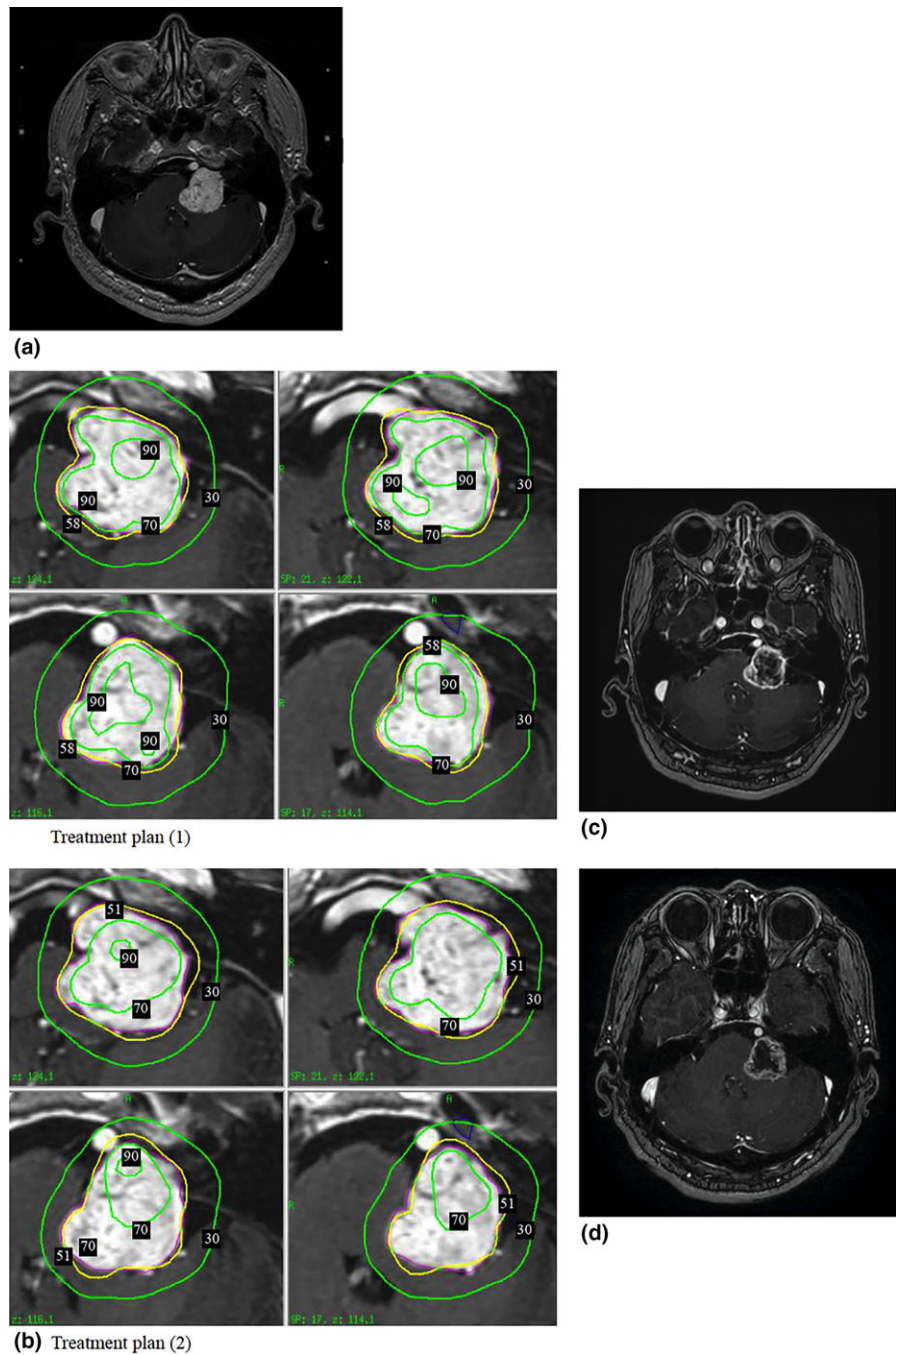 (a)
90
90
58
70
30
z: 124.1
90
90
58
70
30
R
SP: 21. z: 122.1
90
90
58
70
30
z: 116.1
A
58
90
70
30
R
SP: 17. z: 114.1
Treatment plan (1)
(c)
51
90
70
30
z: 124.1
51
70
30
R
SP: 21. z: 122.1
A
90
70
70
51
30
z: 116.1
A
51
70
30
R
SP: 17. z: 114.1
(d)
(b) Treatment plan (2)